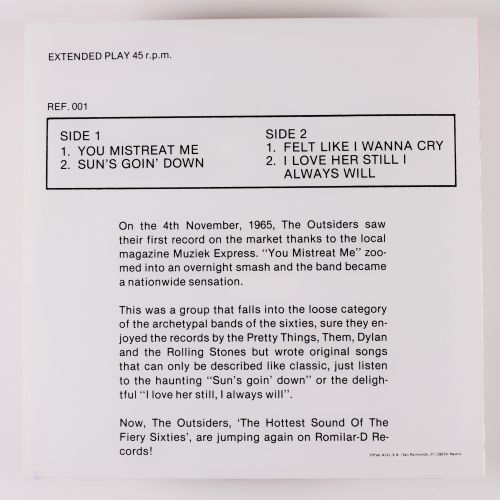 EXTENDED PLAY 45 r.p.m.
REF. 001
SIDE 1
1. YOU MISTREAT ME
2. SUN'S GOIN' DOWN
SIDE 2
1. FELT LIKE I WANNA CRY
2. I LOVE HER STILL I
ALWAYS WILL
On the 4th November, 1965, The Outsiders saw
their first record on the market thanks to the local
magazine Muziek Express. "You Mistreat Me" zoo-
med into an overnight smash and the band became
a nationwide sensation.
This was a group that falls into the loose category
of the archetypal bands of the sixties, sure they en-
joyed the records by the Pretty Things, Them, Dylan
and the Rolling Stones but wrote original songs
that can only be described like classic, just listen
to the haunting "Sun's goin' down" or the deligh-
tful "I love her still, I always will".
Now, The Outsiders, 'The Hottest Sound Of The
Fiery Sixties', are jumping again on Romilar-D Re-
cords!